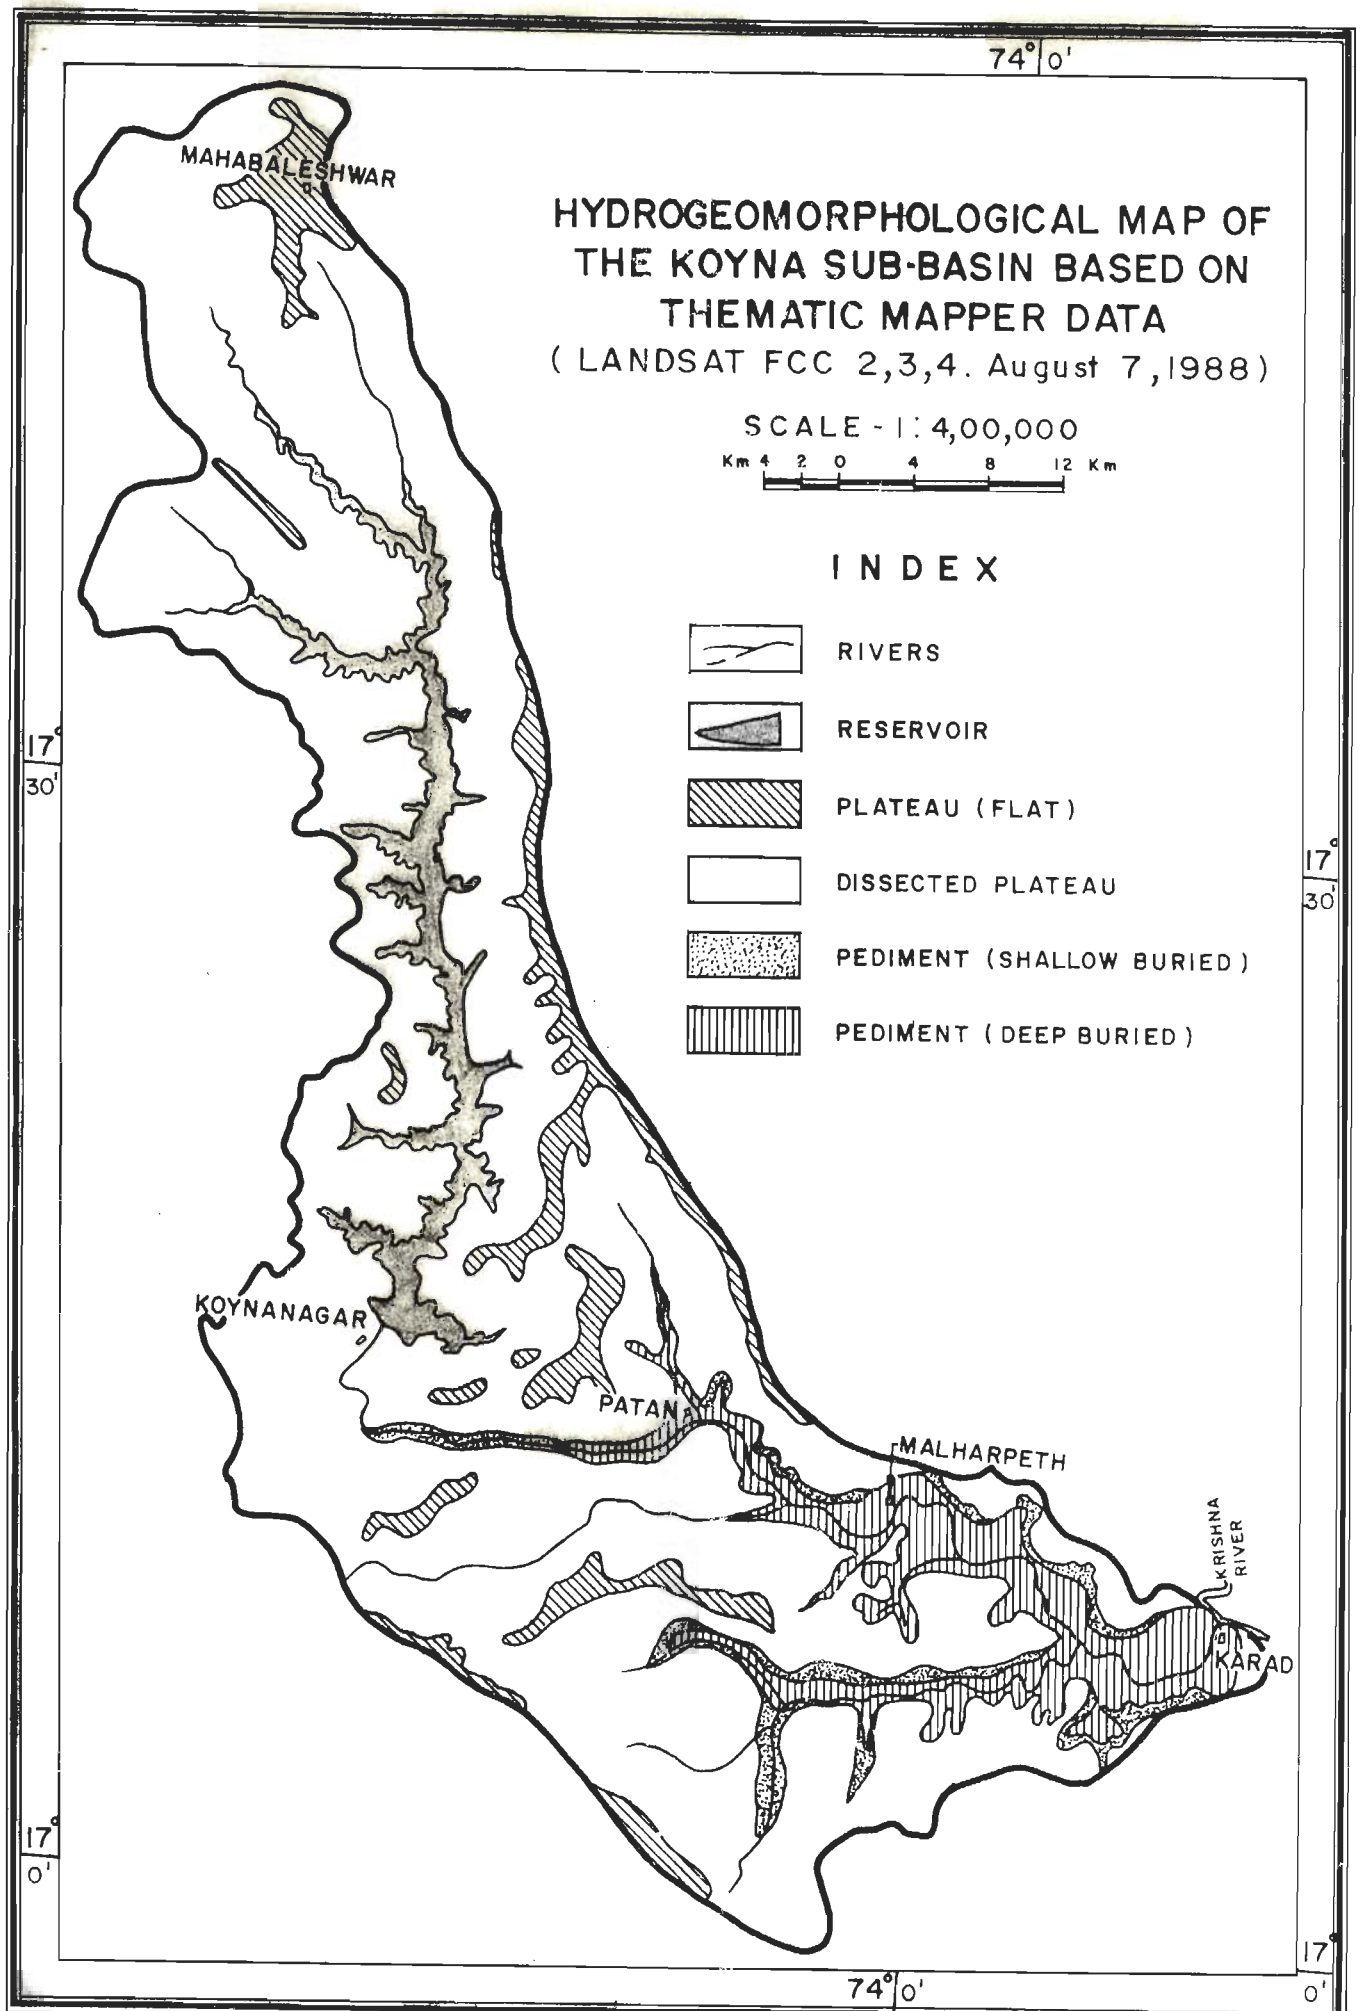 74° 0'
MAHABALESHWAR
HYDROGEOMORPHOLOGICAL MAP OF
THE KOYNA SUB-BASIN BASED ON
THEMATIC MAPPER DATA
( LANDSAT FCC 2,3,4. August 7,1988)
SCALE - 1: 4,00,000
Km 4 2 0 4 8 12 Km
INDEX
RIVERS
RESERVOIR
PLATEAU (FLAT)
DISSECTED PLATEAU
PEDIMENT (SHALLOW BURIED)
PEDIMENT (DEEP BURIED)
17°
30'
17°
30'
KOYNANAGAR
PATAN
MALHARPETH
KRISHNA
RIVER
KARAD
17°
0'
17°
0'
74° 0'